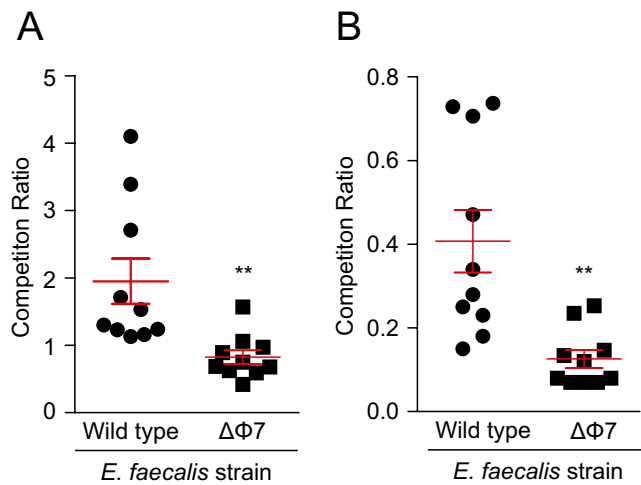 A
Competiton Ratio
5
4
3
2
1
0
**
Wild type
ΔΦ7
E. faecalis strain
B
Competiton Ratio
0.8
0.6
0.4
0.2
0.0
**
Wild type
ΔΦ7
E. faecalis strain